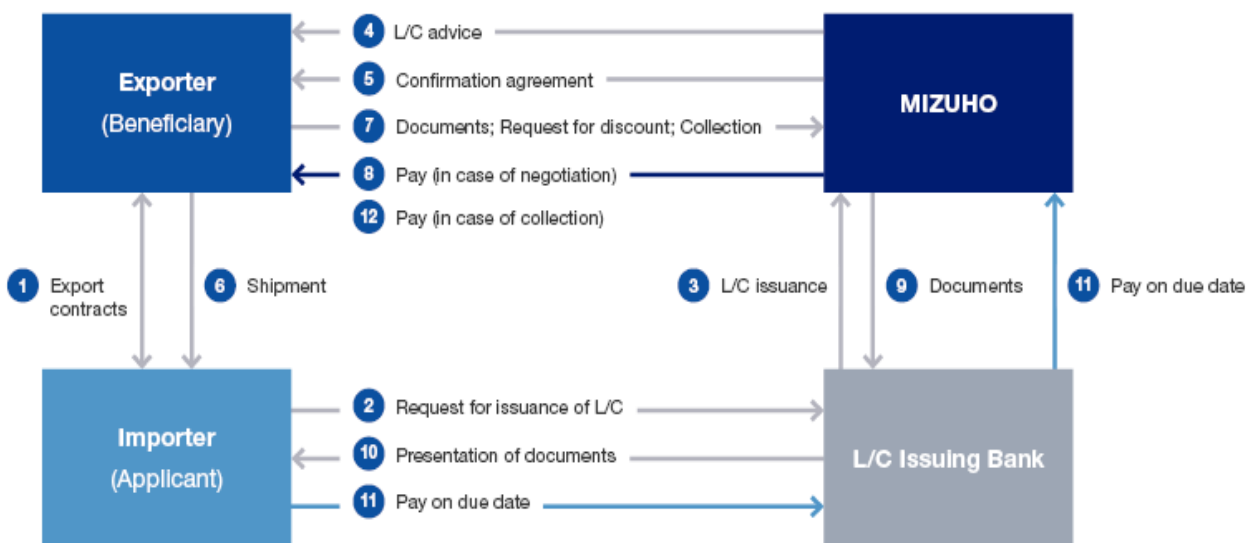 4 L/C advice
5 Confirmation agreement
Exporter
(Beneficiary)
MIZUHO
7 Documents; Request for discount; Collection
8 Pay (in case of negotiation)
12 Pay (in case of collection)
1 Export
contracts
6 Shipment
3 L/C issuance
9 Documents
11 Pay on due date
2 Request for issuance of L/C
Importer
(Applicant)
10 Presentation of documents
L/C Issuing Bank
11 Pay on due date